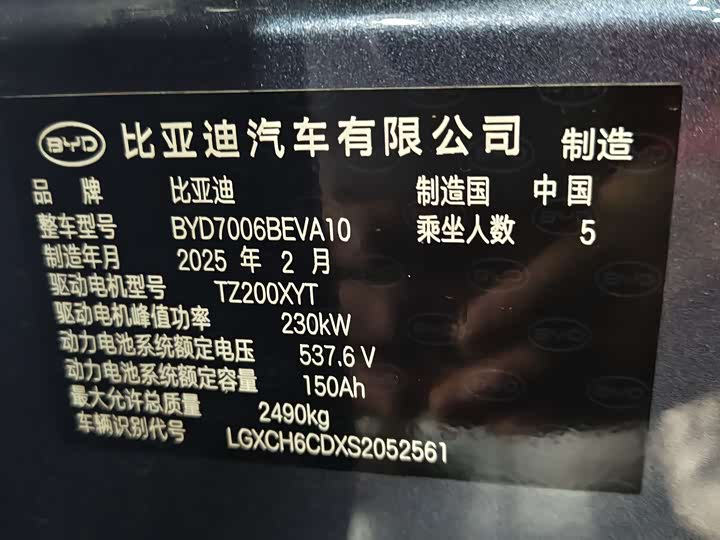 BYD 比亚迪汽车有限公司 制造
品牌 比亚迪 制造国 中国
整车型号 BYD7006BEVA10 乘坐人数 5
制造年月 2025 年 2 月
驱动电机型号 TZ200XYT
驱动电机峰值功率 230kW
动力电池系统额定电压 537.6 V
动力电池系统额定容量 150Ah
最大允许总质量 2490kg
车辆识别代号 LGXCH6CDXS2052561